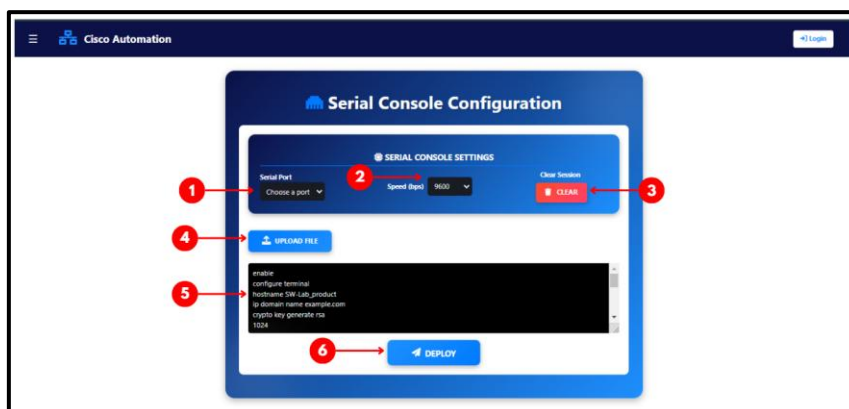 Cisco Automation
Login
Serial Console Configuration
SERIAL CONSOLE SETTINGS
Serial Port
Choose a port
Speed (bps)
9600
Clear Session
CLEAR
1
2
3
4
UPLOAD FILE
5
enable
configure terminal
hostname SW-Lab_product
ip domain name example.com
crypto key generate rsa
1024
6
DEPLOY